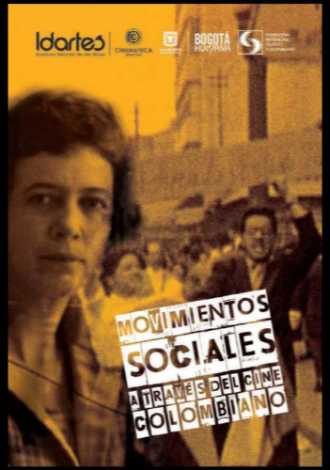 Idartes
CINEMATECA
BOGOTÁ
HUMANA
MOVIMIENTOS
SOCIALES
A TRAVÉS DEL CINE
COLOMBIANO